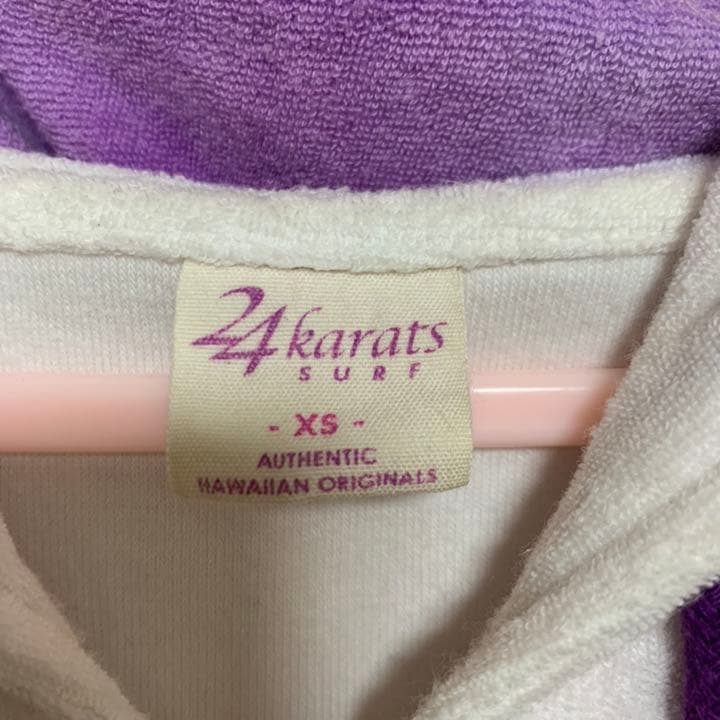 24karats
SURF
- XS -
AUTHENTIC
HAWAIIAN ORIGINALS